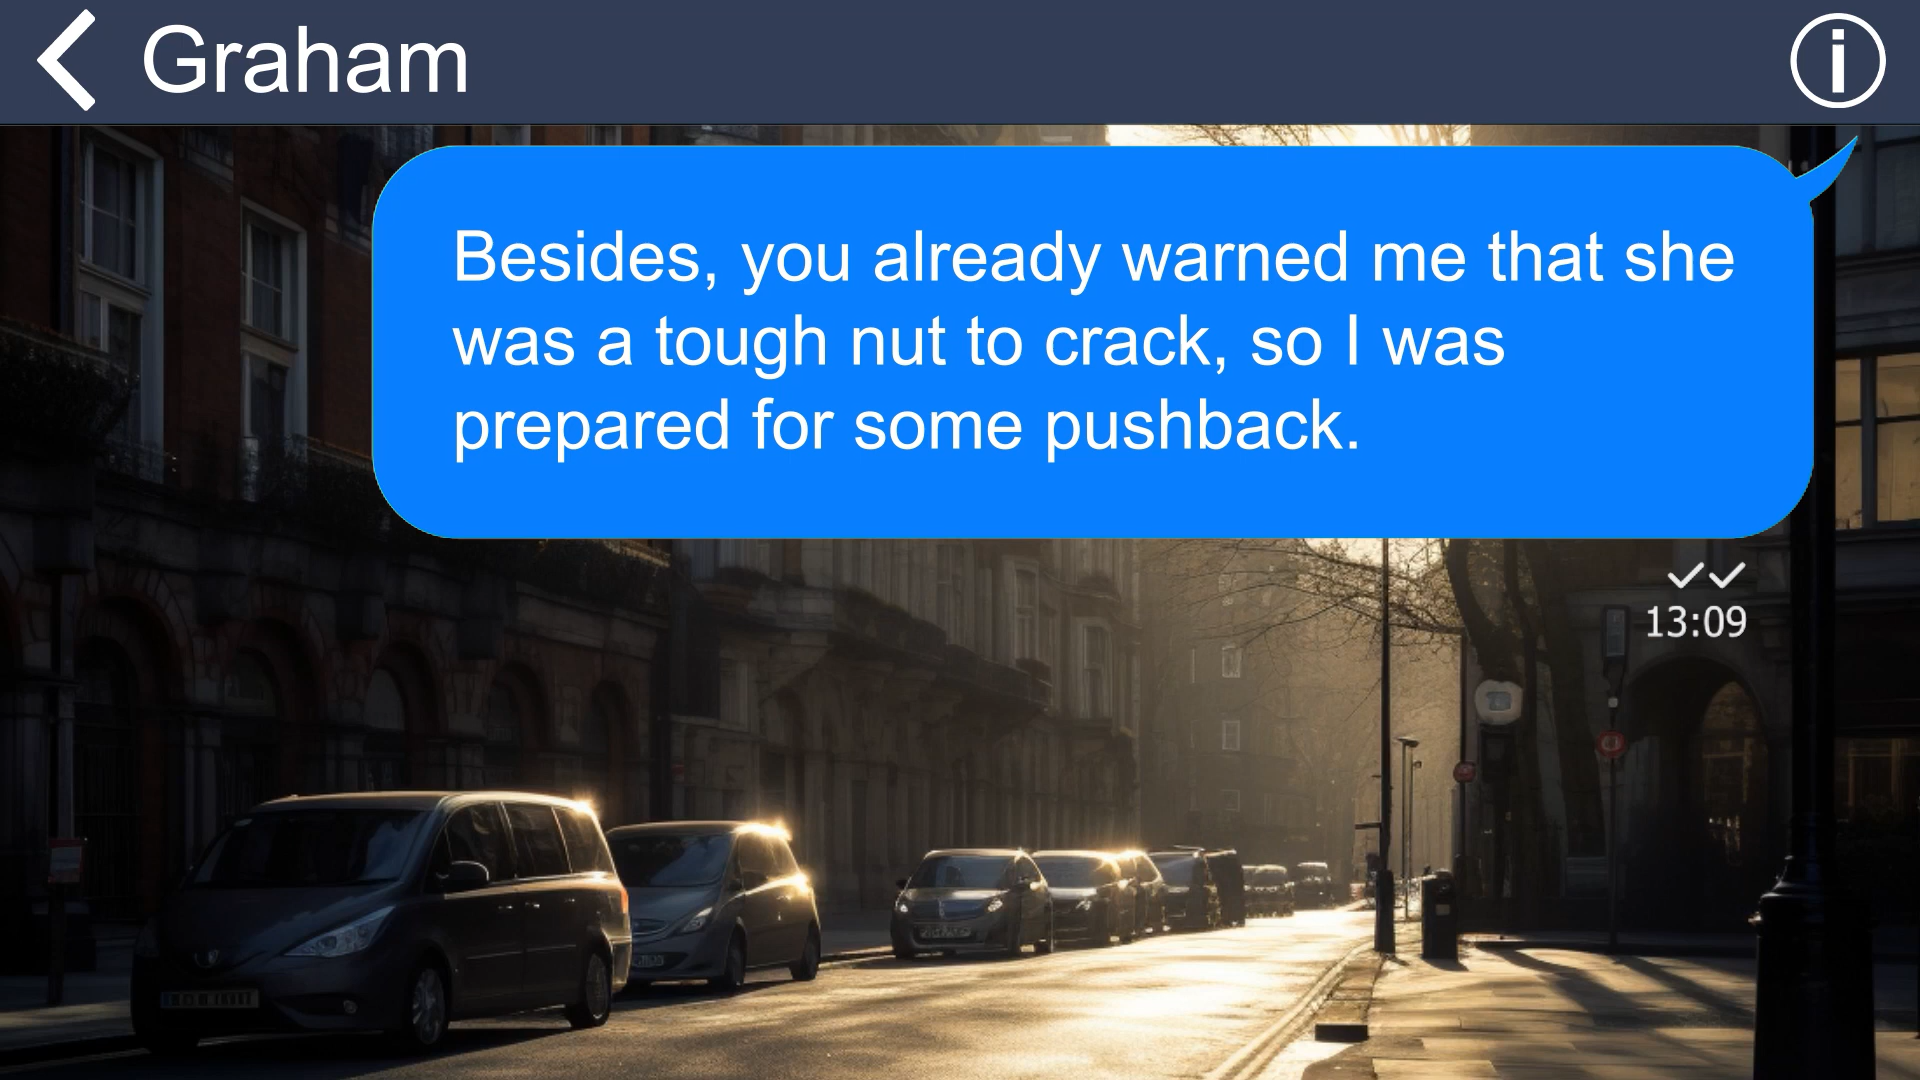 Graham
Besides, you already warned me that she
was a tough nut to crack, so I was
prepared for some pushback.
13:09